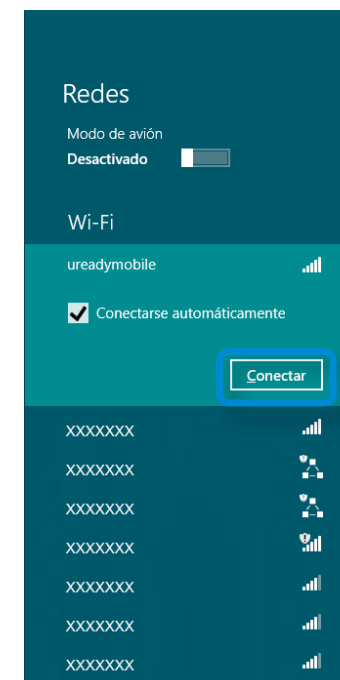 Redes
Modo de avión
Desactivado
Wi-Fi
ureadymobile
Conectarse automáticamente
Conectar
XXXXXXX
XXXXXXX
XXXXXXX
XXXXXXX
XXXXXXX
XXXXXXX
XXXXXXX